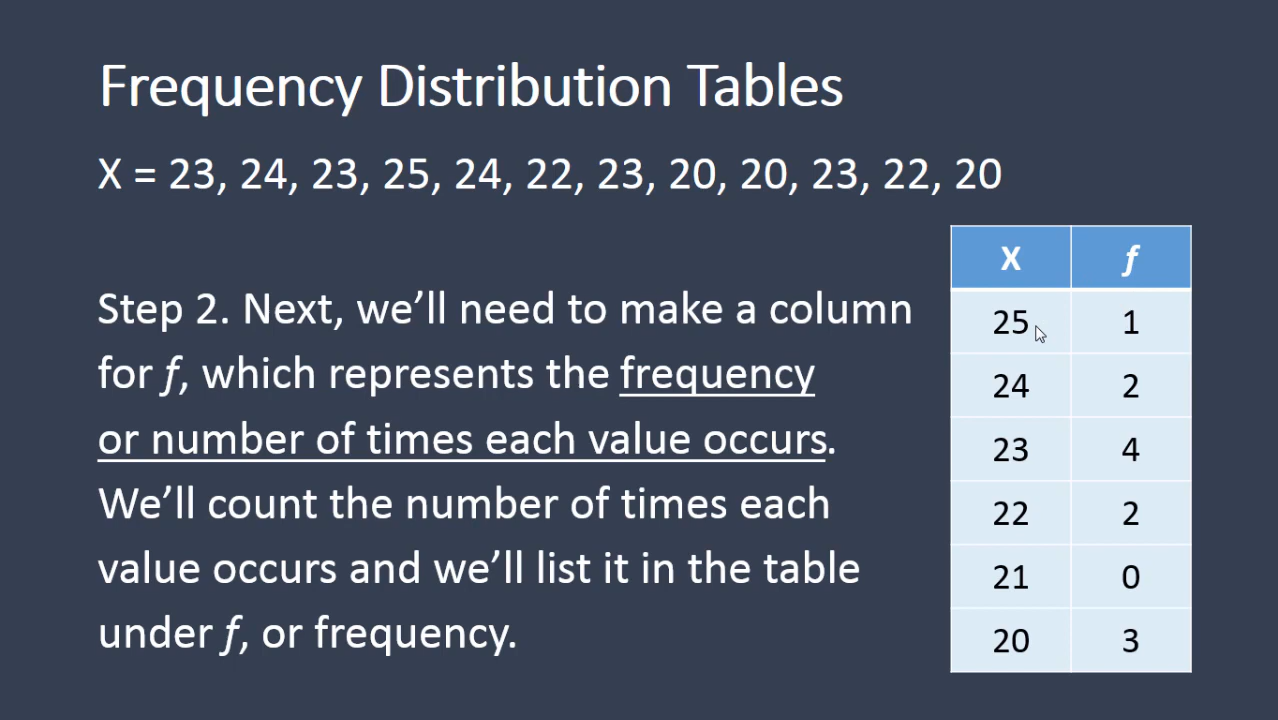 Frequency Distribution Tables
X = 23, 24, 23, 25, 24, 22, 23, 20, 20, 23, 22, 20
Step 2. Next, we’ll need to make a column
for f, which represents the frequency
or number of times each value occurs.
We’ll count the number of times each
value occurs and we’ll list it in the table
under f, or frequency.
X f
25 1
24 2
23 4
22 2
21 0
20 3